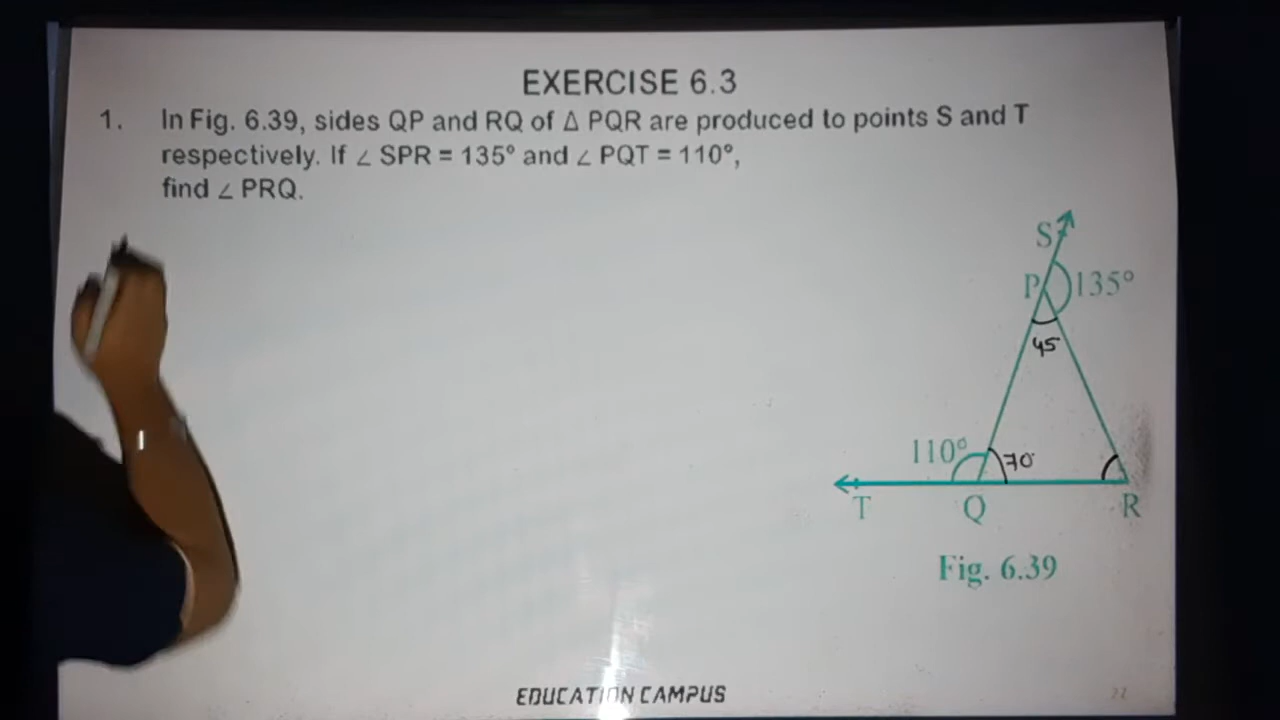 EXERCISE 6.3
1. In Fig. 6.39, sides QP and RQ of Δ PQR are produced to points S and T
respectively. If ∠ SPR = 135° and ∠ PQT = 110°,
find ∠ PRQ.
S
P 135°
45
110° 70
T Q R
Fig. 6.39
EDUCATION CAMPUS